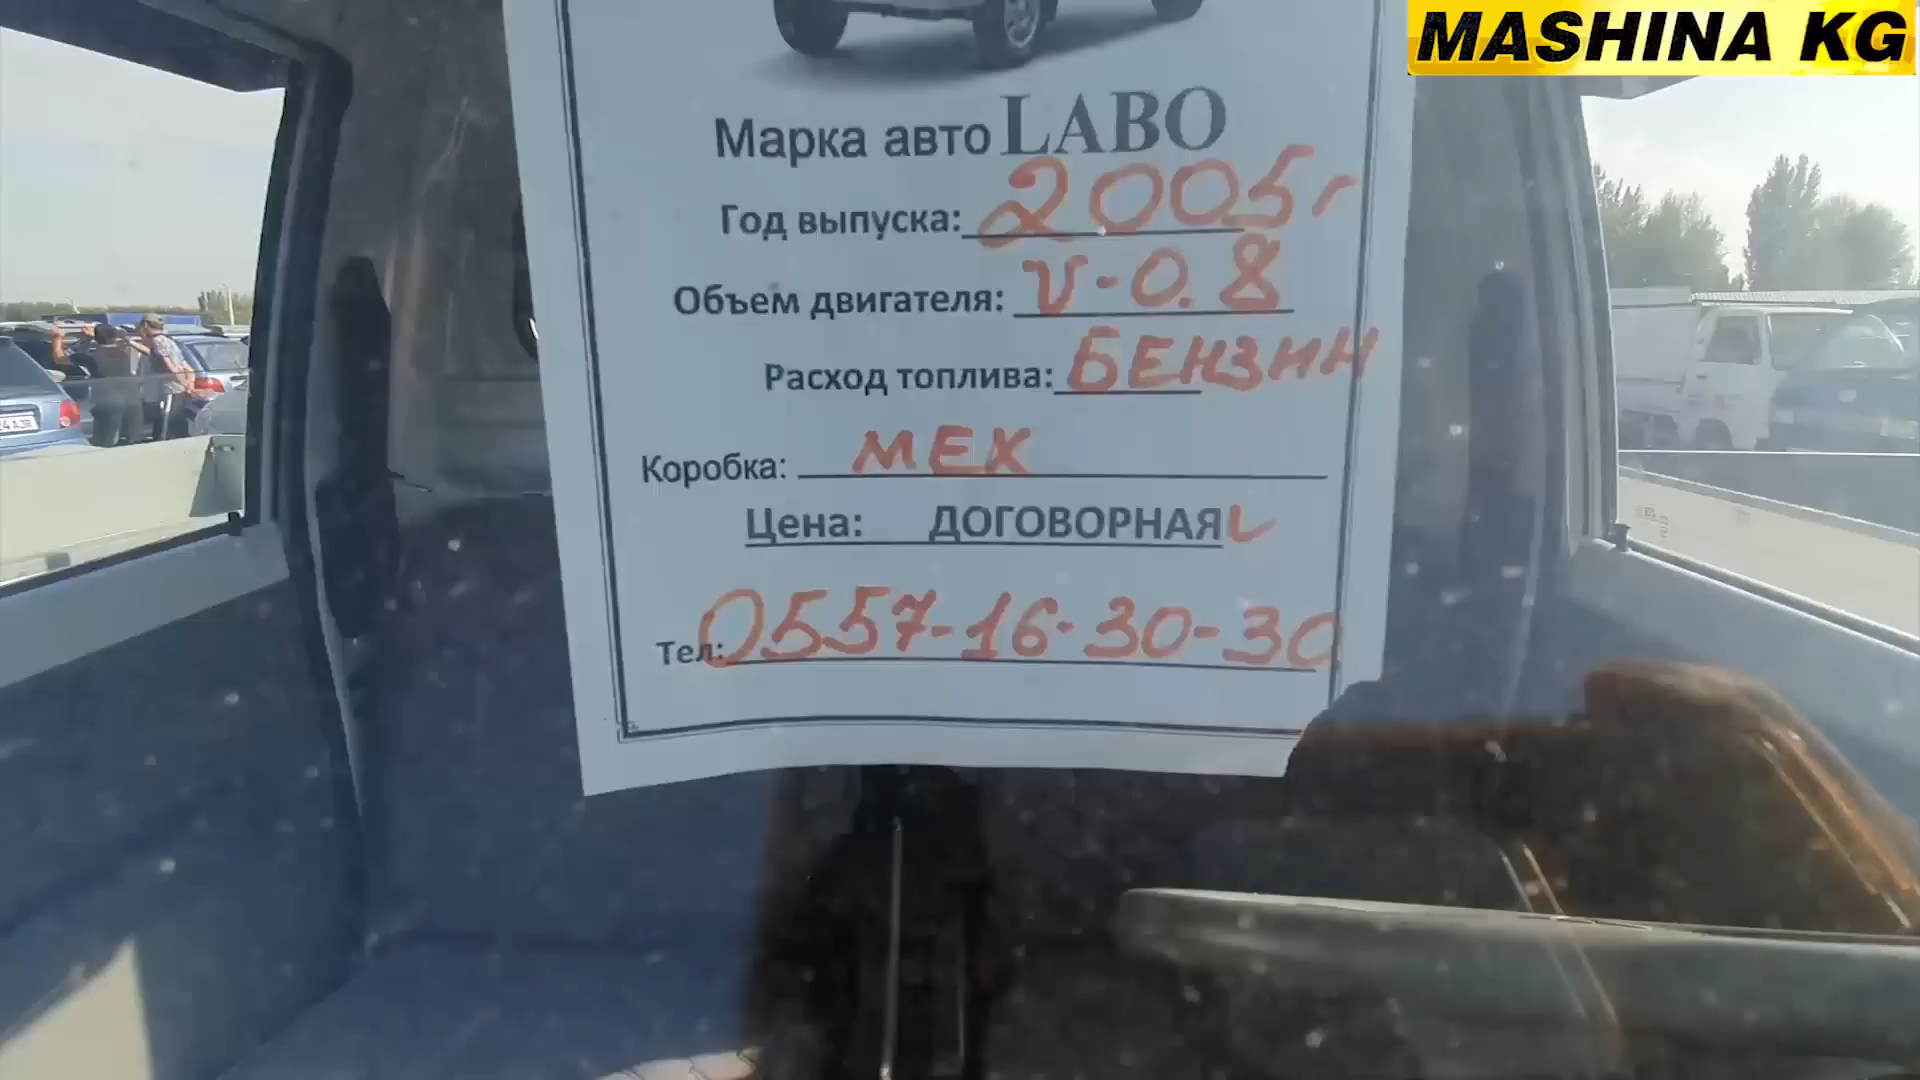 MASHINA KG
Марка авто LABO
Год выпуска: 2005г
Объем двигателя: V-0.8
Расход топлива: БЕНЗИН
Коробка: МЕХ
Цена: ДОГОВОРНАЯ
Тел: 0557-16-30-30